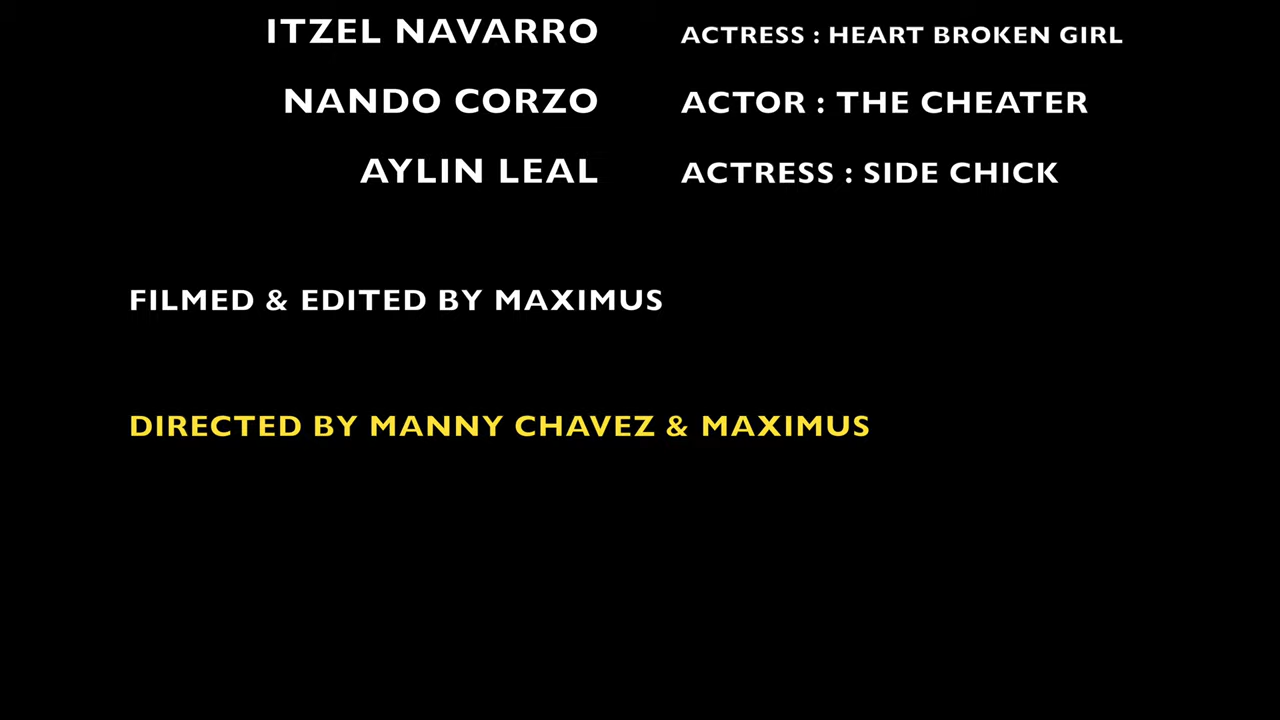 ITZEL NAVARRO ACTRESS : HEART BROKEN GIRL
NANDO CORZO ACTOR : THE CHEATER
AYLIN LEAL ACTRESS : SIDE CHICK
FILMED & EDITED BY MAXIMUS
DIRECTED BY MANNY CHAVEZ & MAXIMUS